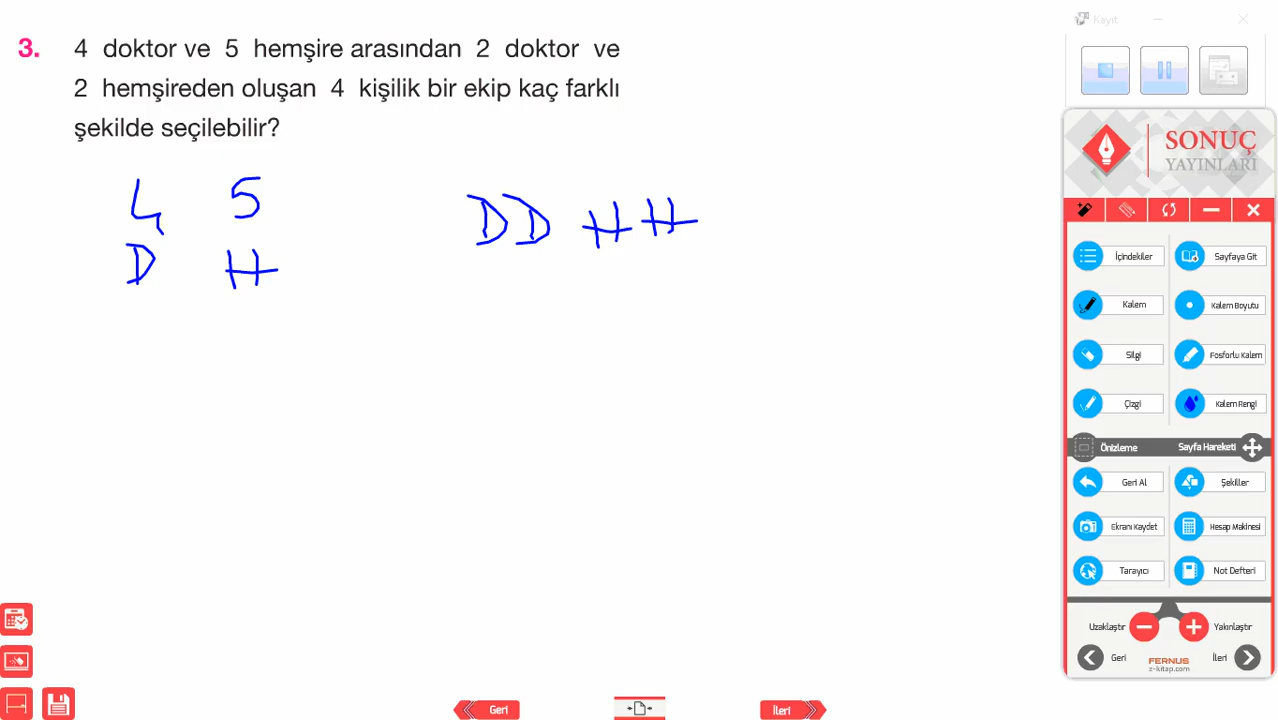 3. 4 doktor ve 5 hemşire arasından 2 doktor ve
2 hemşireden oluşan 4 kişilik bir ekip kaç farklı
şekilde seçilebilir?
4 5
D H
D D H H
Kayıt
SONUÇ
YAYINLARI
İçindekiler
Sayfaya Git
Kalem
Kalem Boyutu
Silgi
Fosforlu Kalem
Çizgi
Kalem Rengi
Önizleme
Sayfa Hareketi
Geri Al
Şekiller
Ekranı Kaydet
Hesap Makinesi
Tarayıcı
Not Defteri
Uzaklaştır
Yakınlaştır
Geri
FERNUS
z-kitap.com
İleri
Geri
İleri